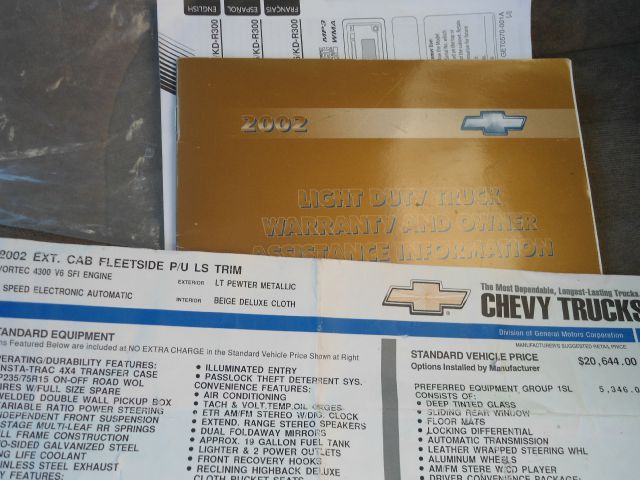 ENGLISH
ESPAÑOL
FRANÇAIS
KD-R300
KD-R300
KD-R300
MP3
WMA
GET0570-001A
[J]
2002
LIGHT DUTY TRUCK
WARRANTY AND OWNER
ASSISTANCE INFORMATION
2002 EXT. CAB FLEETSIDE P/U LS TRIM
VORTEC 4300 V6 SFI ENGINE
SPEED ELECTRONIC AUTOMATIC
EXTERIOR LT PEWTER METALLIC
INTERIOR BEIGE DELUXE CLOTH
The Most Dependable, Longest-Lasting Trucks
CHEVY TRUCKS
Division of General Motors Corporation
MANUFACTURER'S SUGGESTED RETAIL PRICE
STANDARD EQUIPMENT
Features Below are included at NO EXTRA CHARGE in the Standard Vehicle Price Shown at Right
OPERATING/DURABILITY FEATURES:
INSTA-TRAC 4X4 TRANSFER CASE
P235/75R15 ON-OFF ROAD WOL
TIRES W/FULL SIZE SPARE
WELDED DOUBLE WALL PICKUP BOX
VARIABLE RATIO POWER STEERING
INDEPENDENT FRONT SUSPENSION
STAGE MULTI-LEAF RR SPRINGS
FULL FRAME CONSTRUCTION
TWO-SIDED GALVANIZED STEEL
LONG LIFE COOLANT
STAINLESS STEEL EXHAUST
FEATURES:
• ILLUMINATED ENTRY
• PASSLOCK THEFT DETERRENT SYS.
CONVENIENCE FEATURES:
• AIR CONDITIONING
• TACH & VOLT,TEMP,OIL GAGES
• ETR AM/FM STEREO W/DIG. CLOCK
• EXTEND. RANGE STEREO SPEAKERS
• DUAL FOLDAWAY MIRRORS
• APPROX. 19 GALLON FUEL TANK
• LIGHTER & 2 POWER OUTLETS
• FRONT RECOVERY HOOKS
• RECLINING HIGHBACK DELUXE
CLOTH BUCKET SEATS
STANDARD VEHICLE PRICE $20,644.00
Options Installed by Manufacturer
PREFERRED EQUIPMENT GROUP 1SL 5,346.0
CONSISTS OF:
• DEEP TINTED GLASS
• SLIDING REAR WINDOW
• FLOOR MATS
• LOCKING DIFFERENTIAL
• AUTOMATIC TRANSMISSION
• LEATHER WRAPPED STEERING WHL
• ALUMINUM WHEELS
• AM/FM STERE W/CD PLAYER
• DRIVER CONVENIENCE PACKAGE: